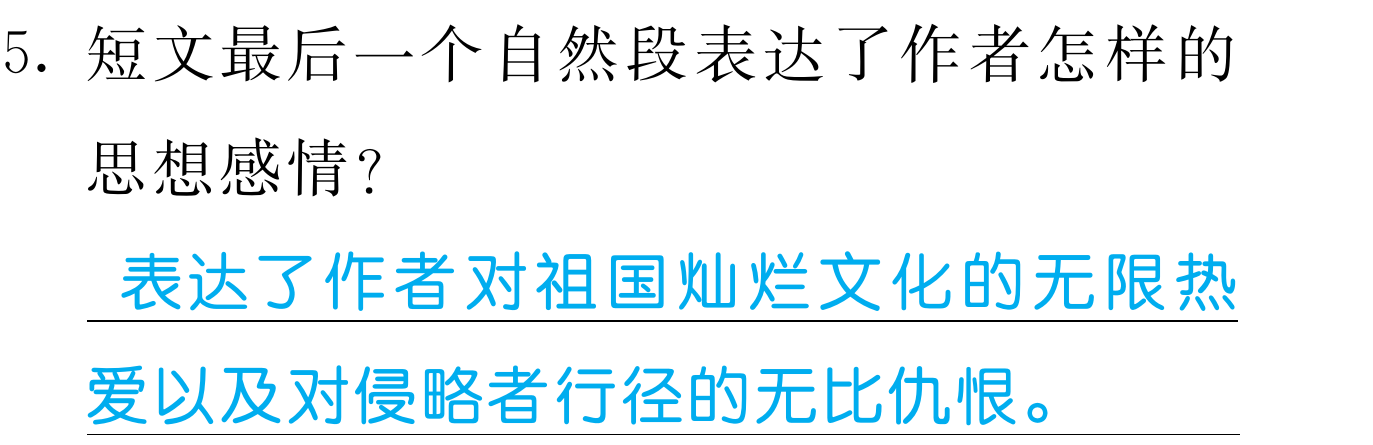 5. 短文最后一个自然段表达了作者怎样的
思想感情?
表达了作者对祖国灿烂文化的无限热
爱以及对侵略者行径的无比仇恨。